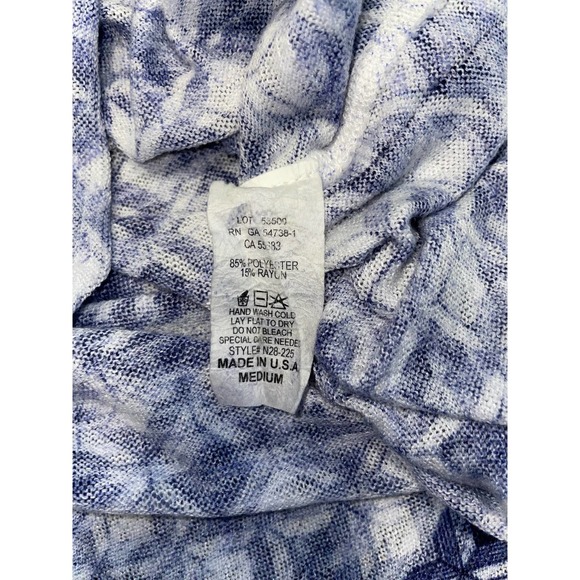 LOT 53500
RN GA 54738-1
CA
85% POLYESTER
15% RAYON
HAND WASH COLD
LAY FLAT TO DRY
DO NOT BLEACH
SPECIAL CARE NEEDED
STYLE# N28-225
MADE IN U.S.A
MEDIUM